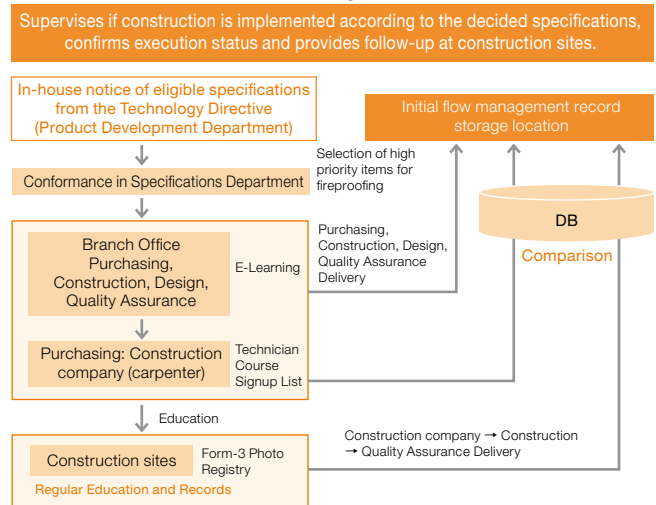 Supervises if construction is implemented according to the decided specifications,
confirms execution status and provides follow-up at construction sites.
In-house notice of eligible specifications
from the Technology Directive
(Product Development Department)
Initial flow management record
storage location
Selection of high
priority items for
fireproofing
Conformance in Specifications Department
Branch Office
Purchasing,
Construction, Design,
Quality Assurance
E-Learning
Purchasing,
Construction, Design,
Quality Assurance
Delivery
DB
Comparison
Purchasing: Construction
company (carpenter)
Technician
Course
Signup List
Education
Construction sites
Form-3 Photo
Registry
Regular Education and Records
Construction company → Construction
→ Quality Assurance Delivery